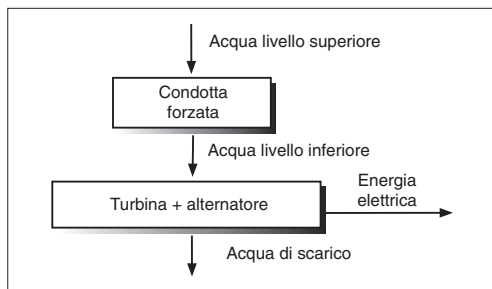 Acqua livello superiore
Condotta
forzata
Acqua livello inferiore
Energia
elettrica
Turbina + alternatore
Acqua di scarico